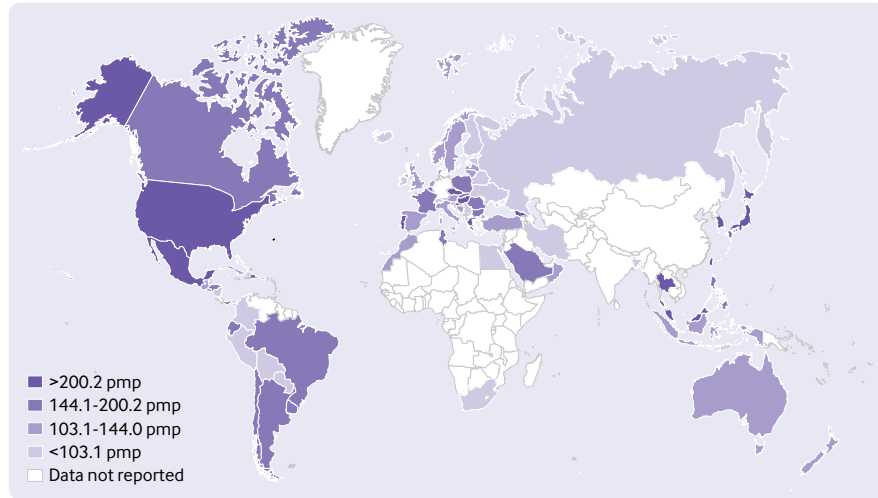 >200.2 pmp
144.1-200.2 pmp
103.1-144.0 pmp
<103.1 pmp
Data not reported